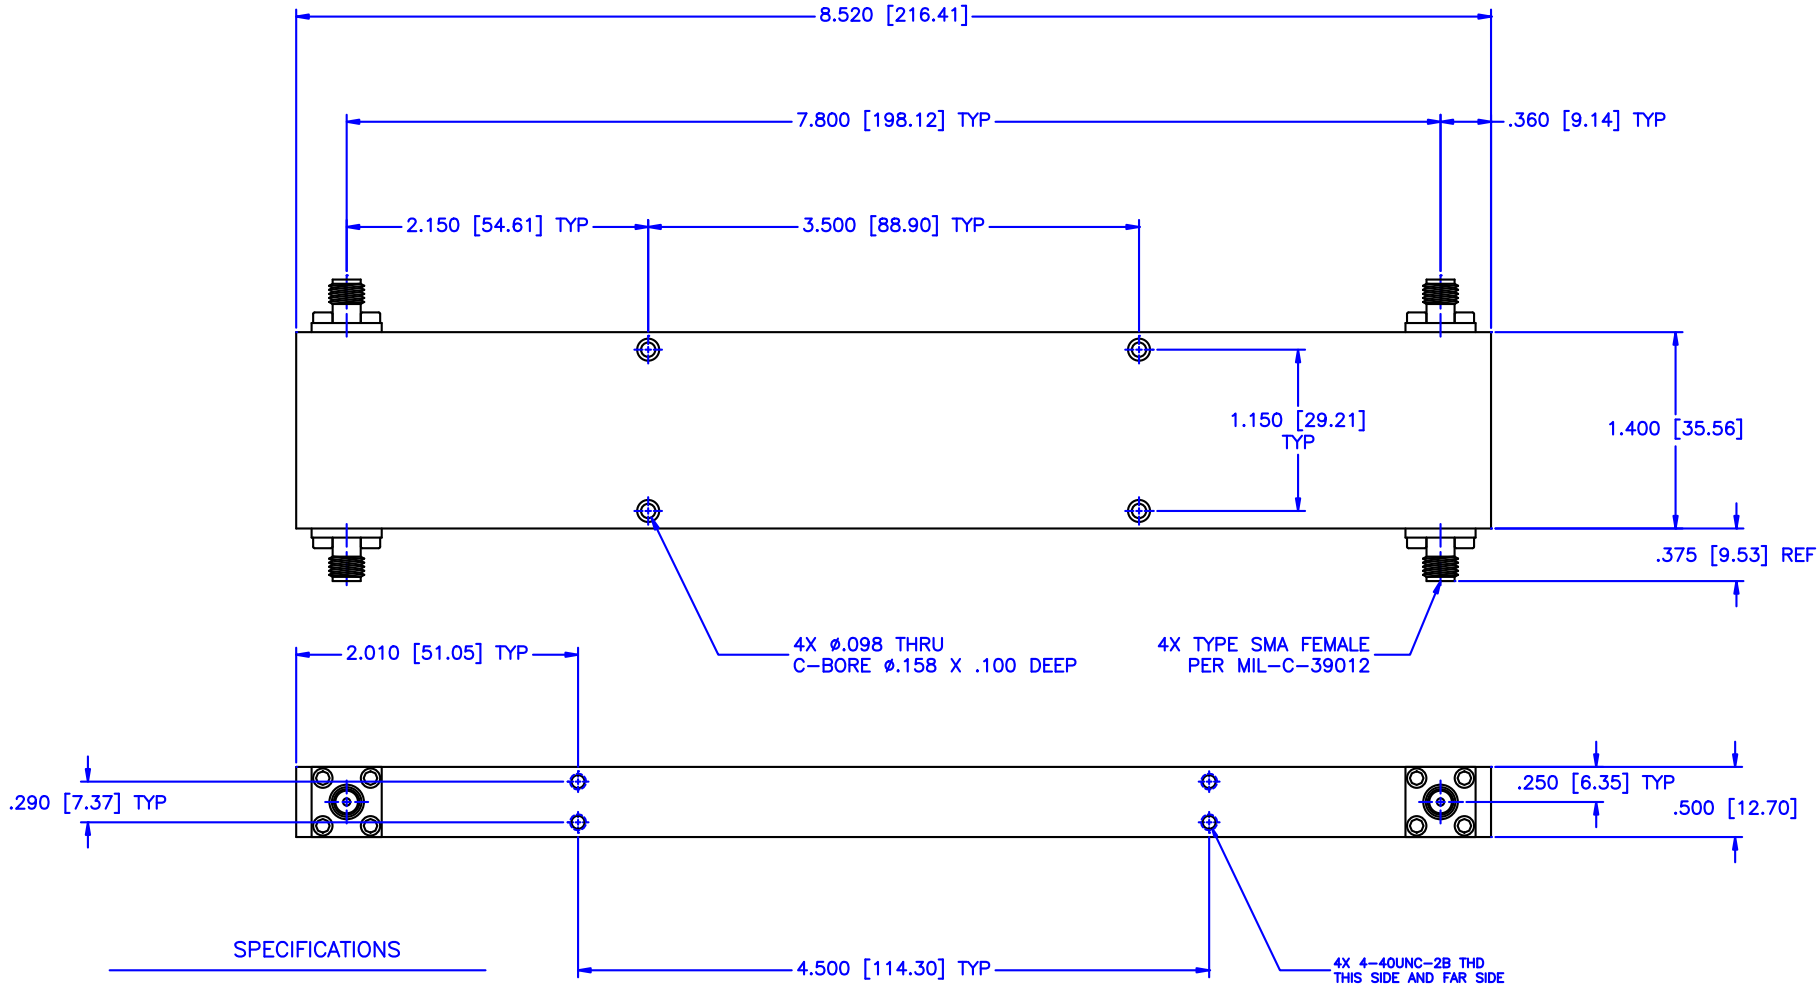 8.520 [216.41]
7.800 [198.12] TYP
.360 [9.14] TYP
2.150 [54.61] TYP
3.500 [88.90] TYP
1.150 [29.21]
TYP
1.400 [35.56]
.375 [9.53] REF
4X ø.098 THRU
C-BORE ø.158 X .100 DEEP
4X TYPE SMA FEMALE
PER MIL-C-39012
2.010 [51.05] TYP
.290 [7.37] TYP
.250 [6.35] TYP
.500 [12.70]
SPECIFICATIONS
4.500 [114.30] TYP
4X 4-40UNC-2B THD
THIS SIDE AND FAR SIDE